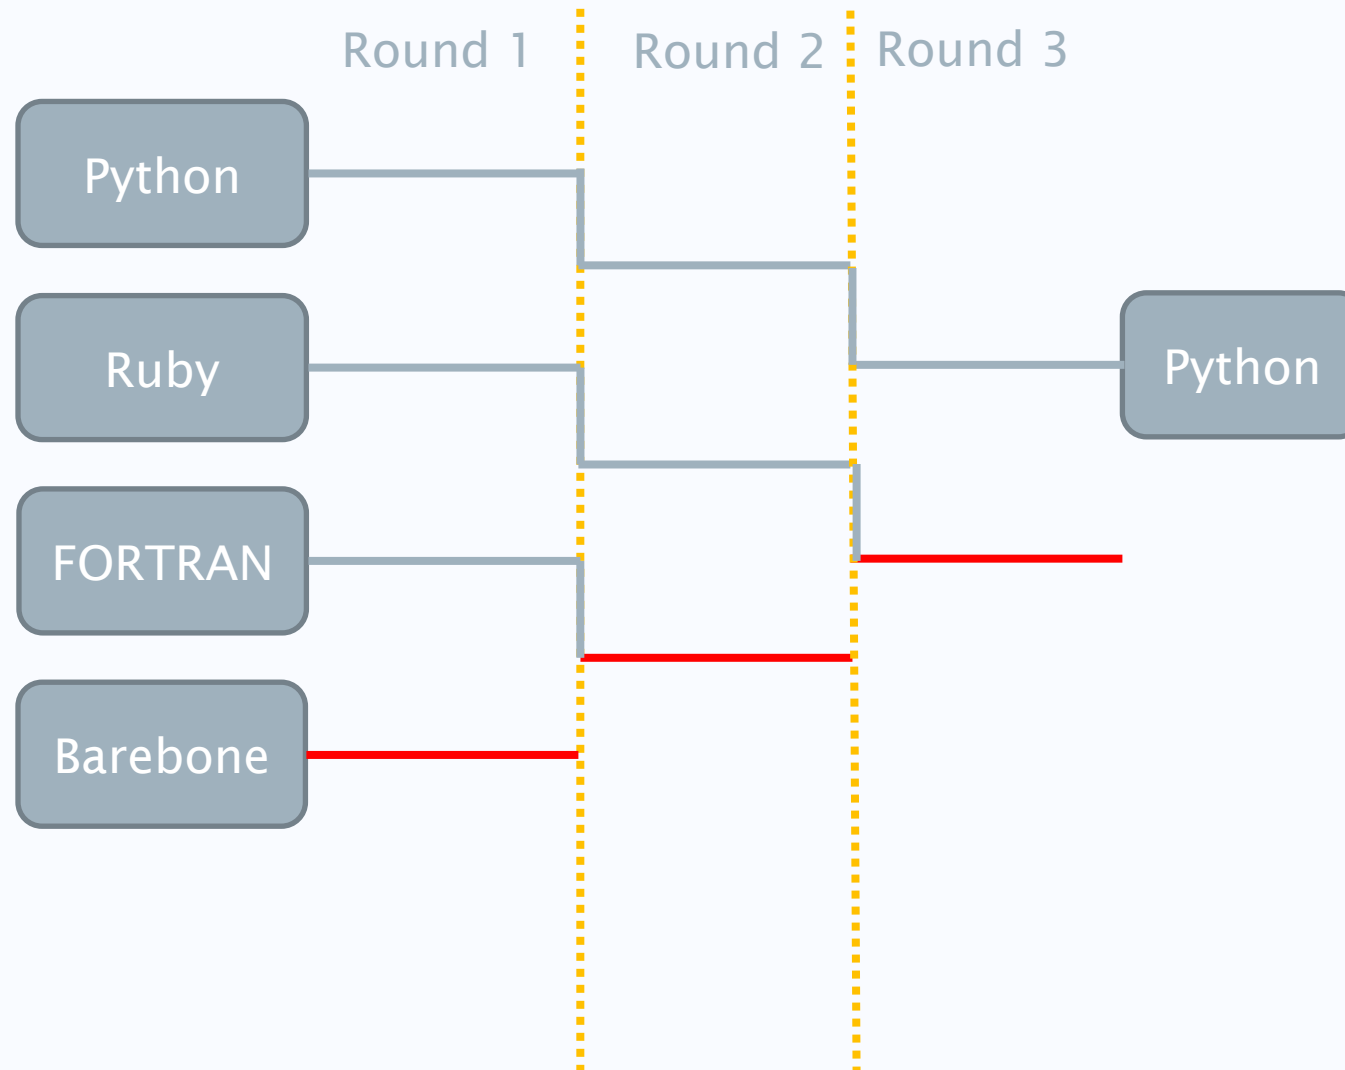 Round 1
Round 2
Round 3
Python
Ruby
FORTRAN
Barebone
Python